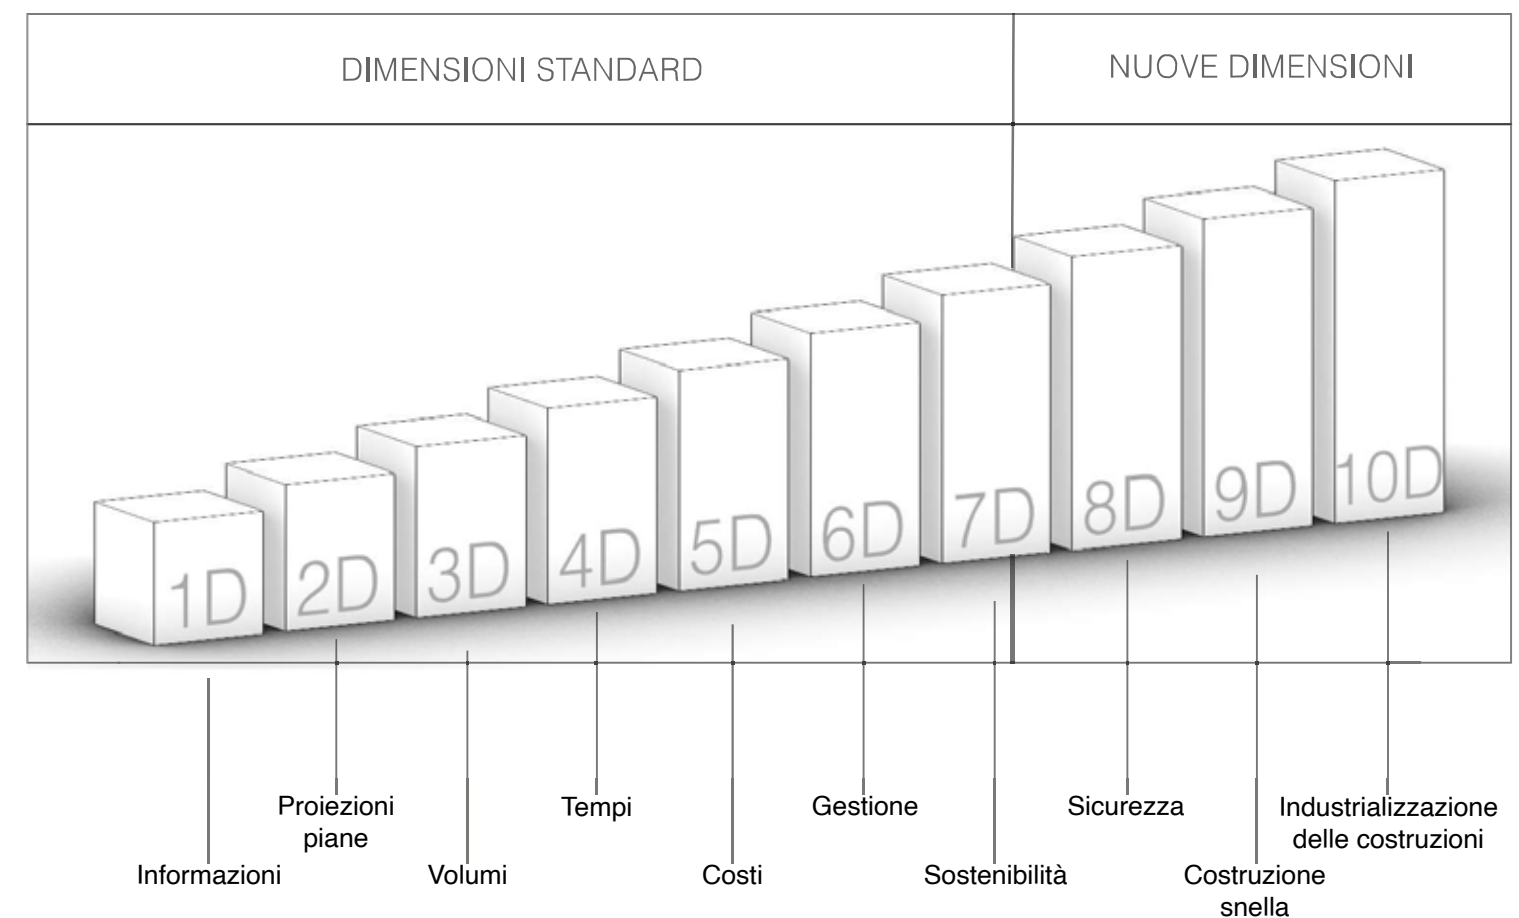 DIMENSIONI STANDARD
NUOVE DIMENSIONI
1D
2D
3D
4D
5D
6D
7D
8D
9D
10D
Informazioni
Proiezioni
piane
Volumi
Tempi
Costi
Gestione
Sostenibilità
Sicurezza
Costruzione
snella
Industrializzazione
delle costruzioni